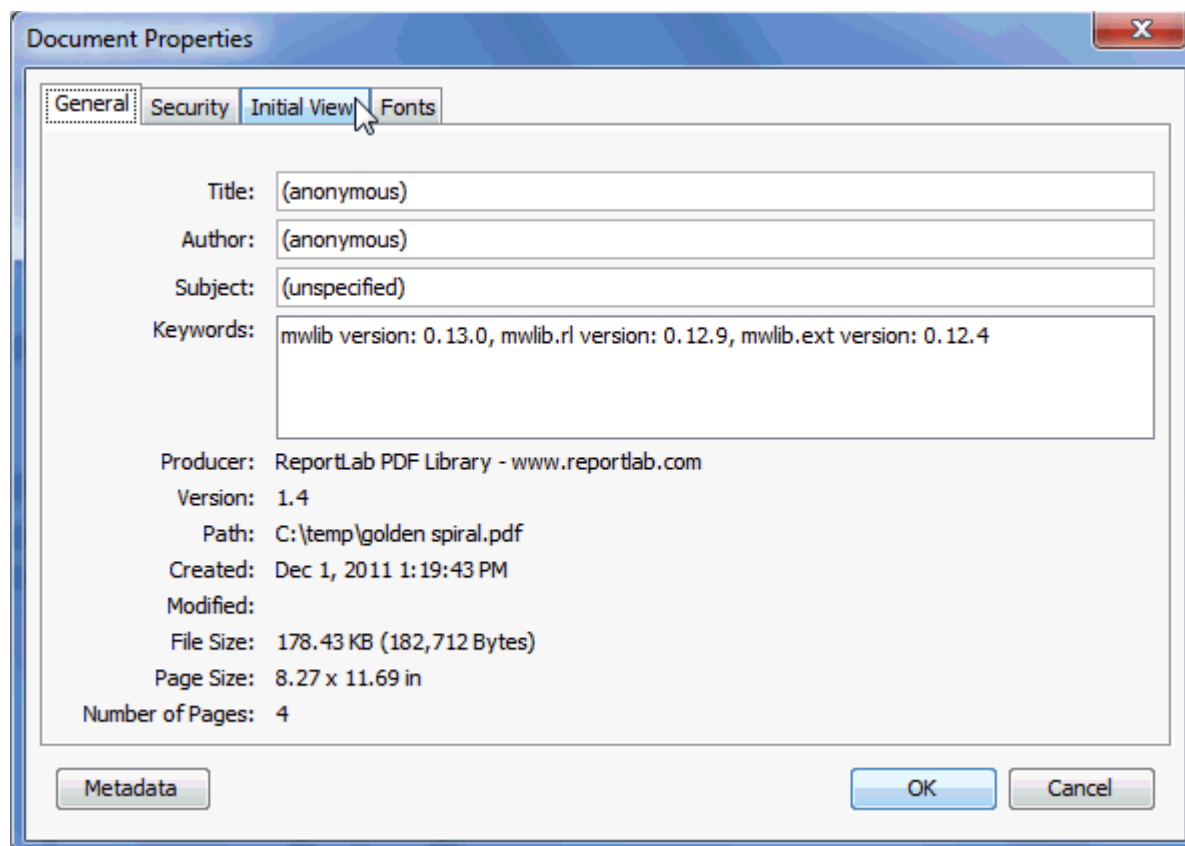 Document Properties
X
General Security Initial View Fonts
Title: (anonymous)
Author: (anonymous)
Subject: (unspecified)
Keywords: mwlib version: 0.13.0, mwlib.rl version: 0.12.9, mwlib.ext version: 0.12.4
Producer: ReportLab PDF Library - www.reportlab.com
Version: 1.4
Path: C:\temp\golden spiral.pdf
Created: Dec 1, 2011 1:19:43 PM
Modified:
File Size: 178.43 KB (182,712 Bytes)
Page Size: 8.27 x 11.69 in
Number of Pages: 4
Metadata OK Cancel